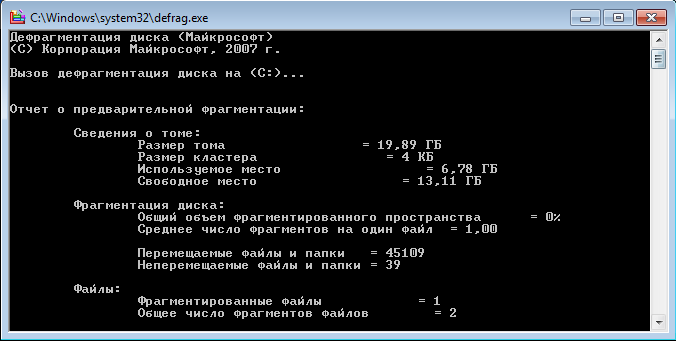 C:\Windows\system32\defrag.exe
Дефрагментация диска (Майкрософт)
(C) Корпорация Майкрософт, 2007 г.
Вызов дефрагментация диска на (C:)...
Отчет о предварительной фрагментации:
Сведения о томе:
Размер тома = 19,89 ГБ
Размер кластера = 4 КБ
Используемое место = 6,78 ГБ
Свободное место = 13,11 ГБ
Фрагментация диска:
Общий объем фрагментированного пространства = 0%
Среднее число фрагментов на один файл = 1,00
Перемещаемые файлы и папки = 45109
Неперемещаемые файлы и папки = 39
Файлы:
Фрагментированные файлы = 1
Общее число фрагментов файлов = 2